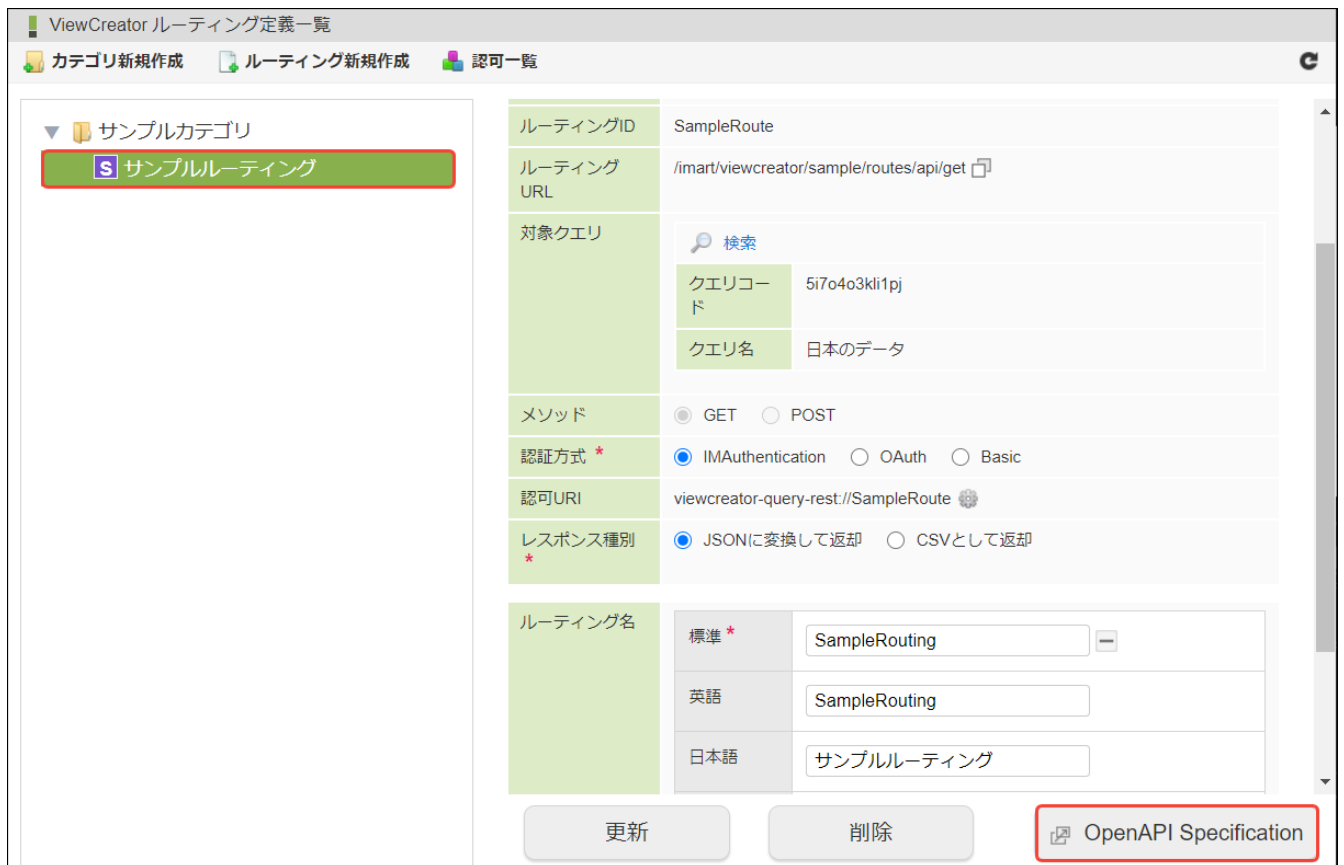 ViewCreator ルーティング定義一覧
カテゴリ新規作成 ルーティング新規作成 認可一覧
サンプルカテゴリ
S サンプルルーティング
ルーティングID SampleRoute
ルーティング
URL
/imart/viewcreator/sample/routes/api/get
対象クエリ
検索
クエリコー
ド
5i7o4o3kli1pj
クエリ名 日本のデータ
メソッド GET POST
認証方式 * IMAuthentication OAuth Basic
認可URI viewcreator-query-rest://SampleRoute
レスポンス種別
*
JSONに変換して返却 CSVとして返却
ルーティング名
標準 * SampleRouting
英語 SampleRouting
日本語 サンプルルーティング
更新 削除 OpenAPI Specification